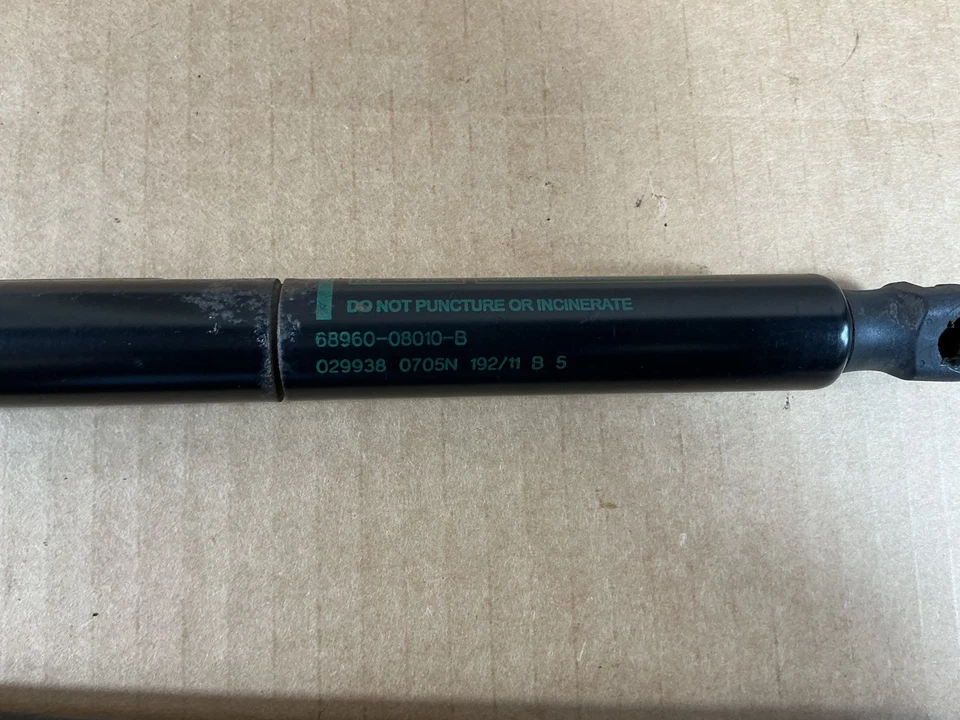 DO NOT PUNCTURE OR INCINERATE
68960-08010-B
029938 0705N 192/11 B 5